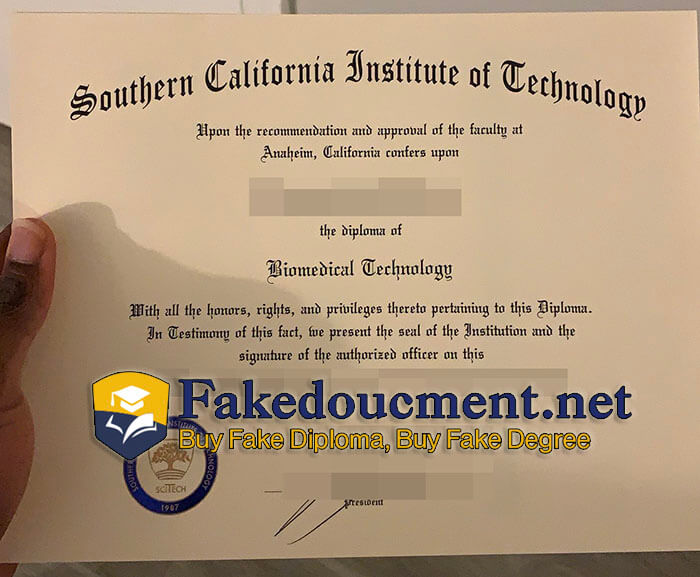 Southern California Institute of Technology
Upon the recommendation and approval of the faculty at
Anaheim, California confers upon
the diploma of
Biomedical Technology
With all the honors, rights, and privileges thereto pertaining to this Diploma.
In Testimony of this fact, we present the seal of the Institution and the
signature of the authorized officer on this
Fakedoucment.net
Buy Fake Diploma, Buy Fake Degree
SCITECH
1987
President